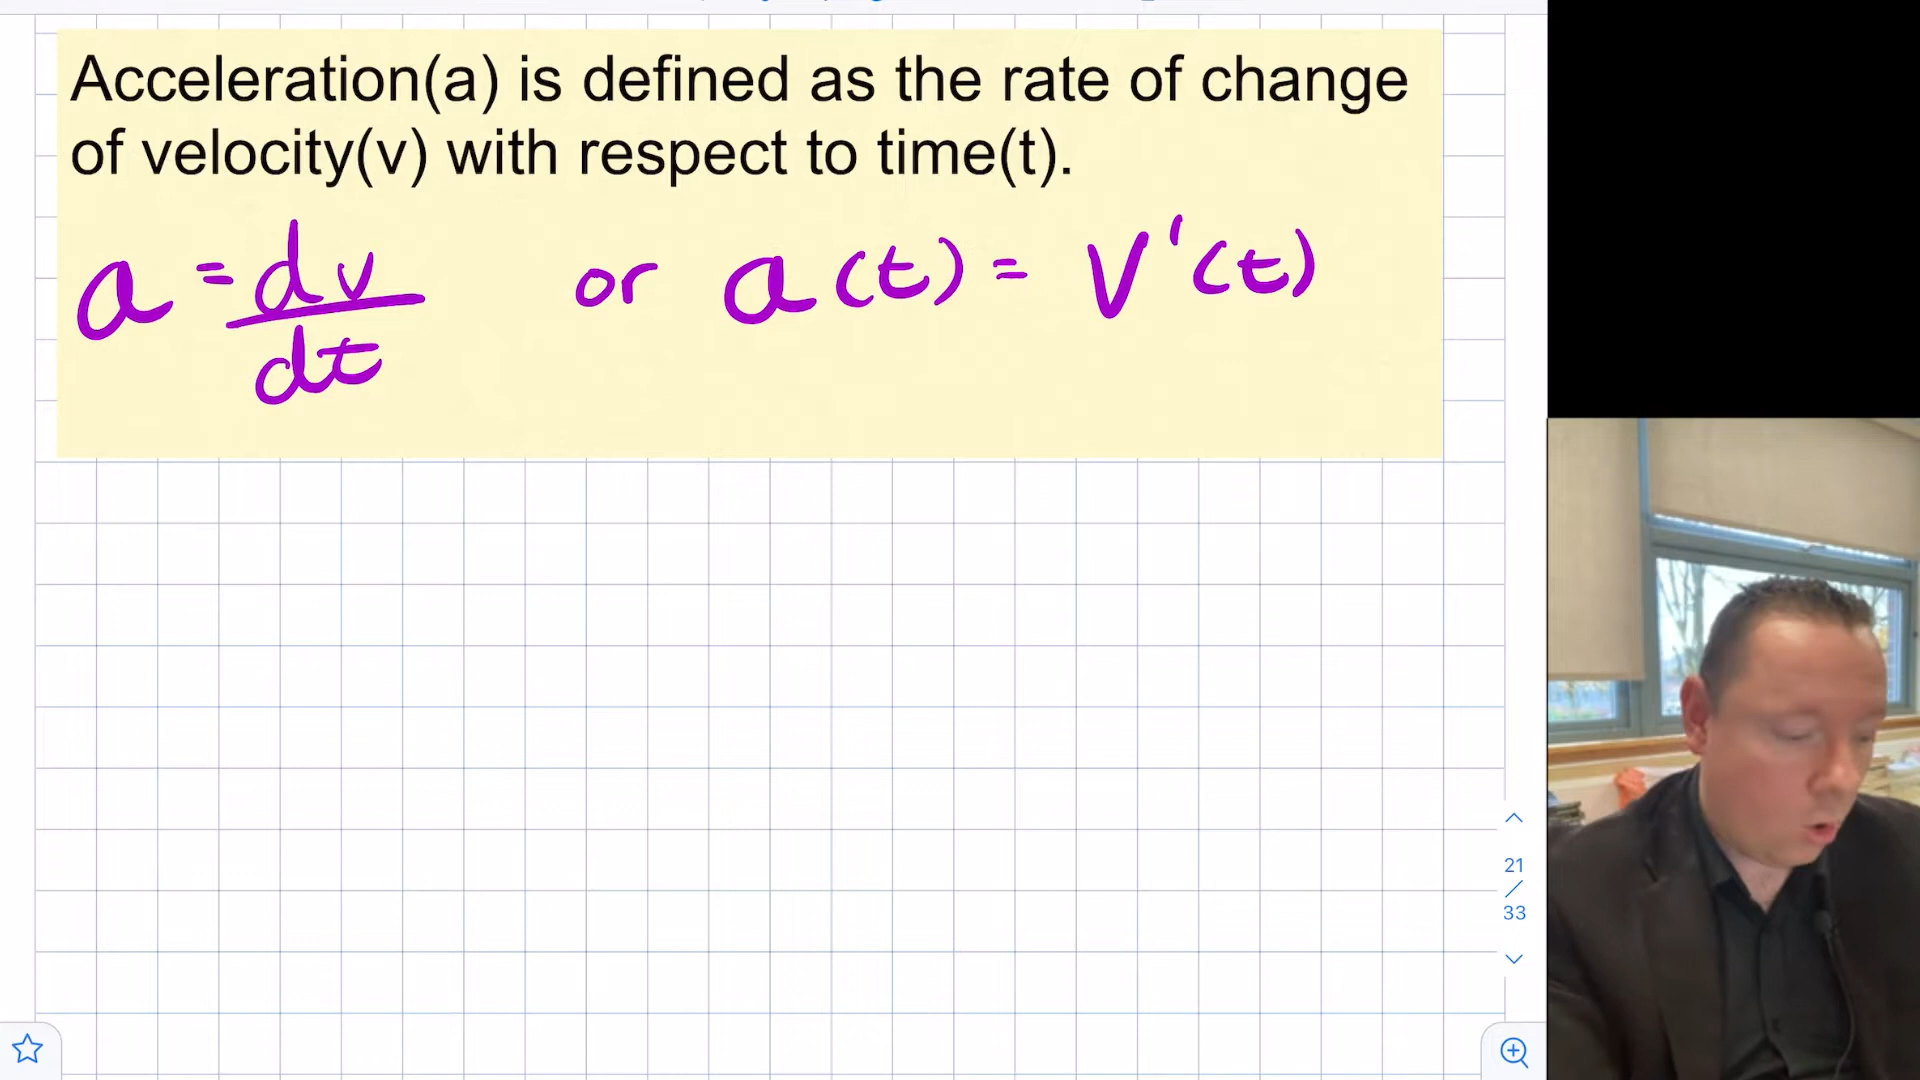 Acceleration(a) is defined as the rate of change
of velocity(v) with respect to time(t).
a = dv/dt or a(t) = v'(t)
21
/
33